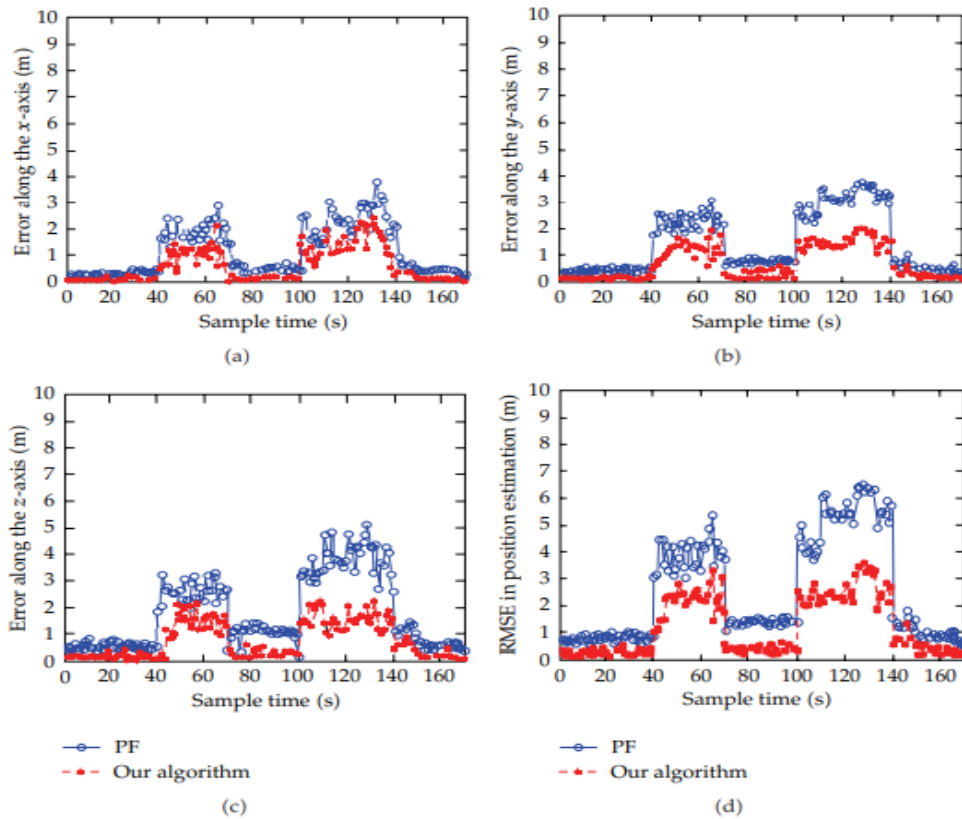 10
9
8
7
6
5
4
3
2
1
0
Error along the x-axis (m)
0 20 40 60 80 100 120 140 160
Sample time (s)
(a)
10
9
8
7
6
5
4
3
2
1
0
Error along the y-axis (m)
0 20 40 60 80 100 120 140 160
Sample time (s)
(b)
10
9
8
7
6
5
4
3
2
1
0
Error along the z-axis (m)
0 20 40 60 80 100 120 140 160
Sample time (s)
PF
Our algorithm
(c)
10
9
8
7
6
5
4
3
2
1
0
RMSE in position estimation (m)
0 20 40 60 80 100 120 140 160
Sample time (s)
PF
Our algorithm
(d)